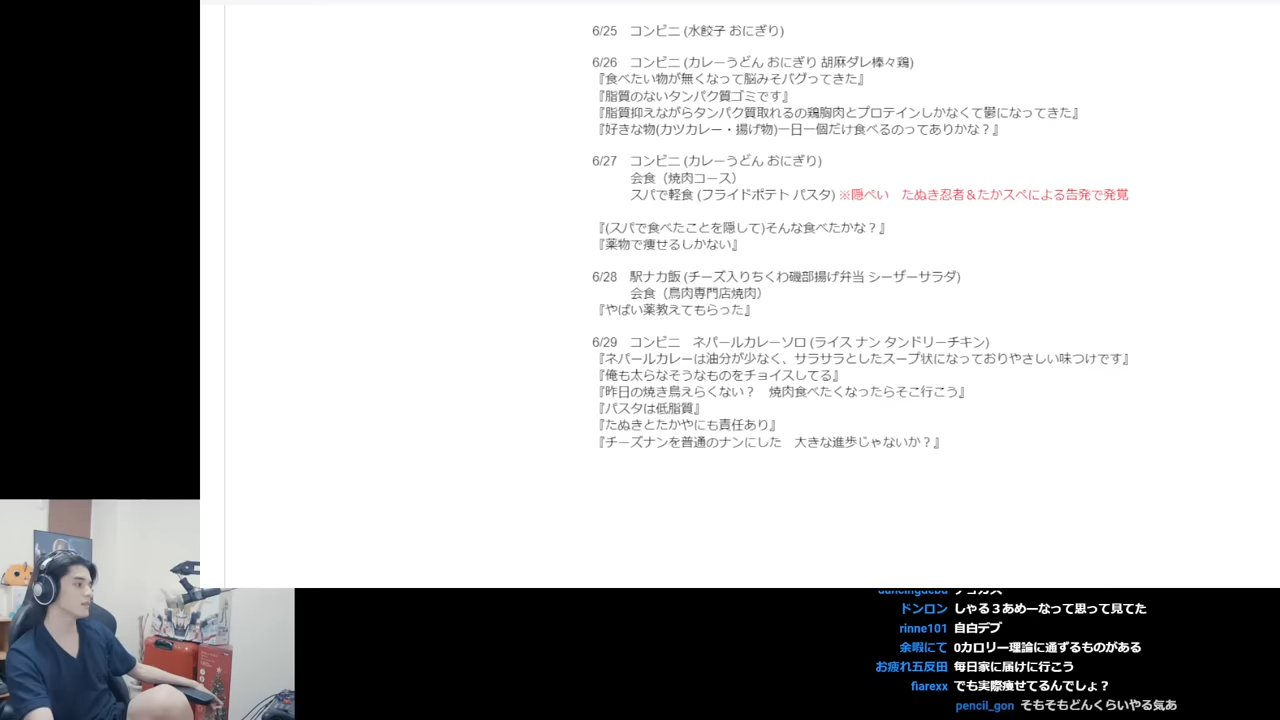 6/25 コンビニ (水餃子 おにぎり)
6/26 コンビニ (カレーうどん おにぎり 胡麻ダレ棒々鶏)
『食べたい物が無くなって脳みそバグってきた』
『脂質のないタンパク質ゴミです』
『脂質抑えながらタンパク質取れるの鶏胸肉とプロテインしかなくて鬱になってきた』
『好きな物(カツカレー・揚げ物)一日一個だけ食べるのってありかな？』
6/27 コンビニ (カレーうどん おにぎり)
会食（焼肉コース）
スパで軽食 (フライドポテト パスタ) ※隠ぺい たぬき忍者＆たかスペによる告発で発覚
『(スパで食べたことを隠して)そんな食べたかな？』
『薬物で痩せるしかない』
6/28 駅ナカ飯 (チーズ入りちくわ磯部揚げ弁当 シーザーサラダ)
会食（鳥肉専門店焼肉）
『やばい薬教えてもらった』
6/29 コンビニ ネパールカレーソロ (ライス ナン タンドリーチキン)
『ネパールカレーは油分が少なく、サラサラとしたスープ状になっておりやさしい味つけです』
『俺も太らなそうなものをチョイスしてる』
『昨日の焼き鳥えらくない？ 焼肉食べたくなったらそこ行こう』
『パスタは低脂質』
『たぬきとたかやにも責任あり』
『チーズナンを普通のナンにした 大きな進歩じゃないか？』
ドンロン しゃる３あめーなって思って見てた
rinne101 自白デブ
余暇にて 0カロリー理論に通ずるものがある
お疲れ五反田 毎日家に届けに行こう
fiarexx でも実際痩せてるんでしょ？
pencil_gon そもそもどんくらいやる気あ